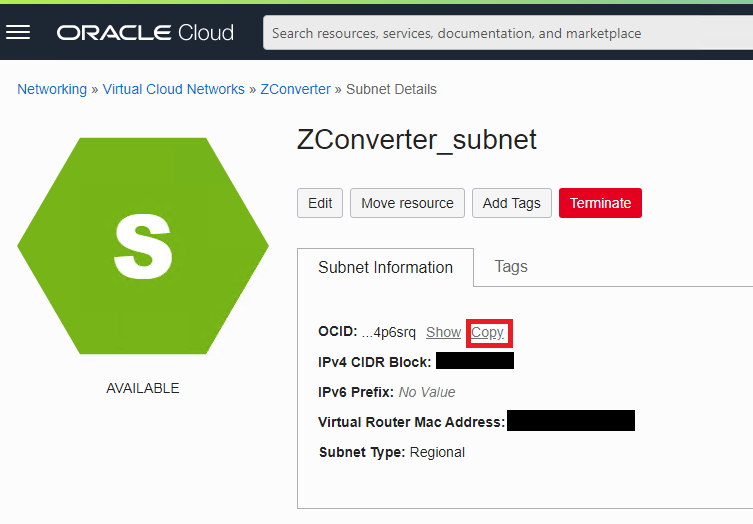 ORACLE Cloud
Search resources, services, documentation, and marketplace
Networking » Virtual Cloud Networks » ZConverter » Subnet Details
ZConverter_subnet
Edit
Move resource
Add Tags
Terminate
S
AVAILABLE
Subnet Information
Tags
OCID: ...4p6srq Show Copy
IPv4 CIDR Block:
IPv6 Prefix: No Value
Virtual Router Mac Address:
Subnet Type: Regional